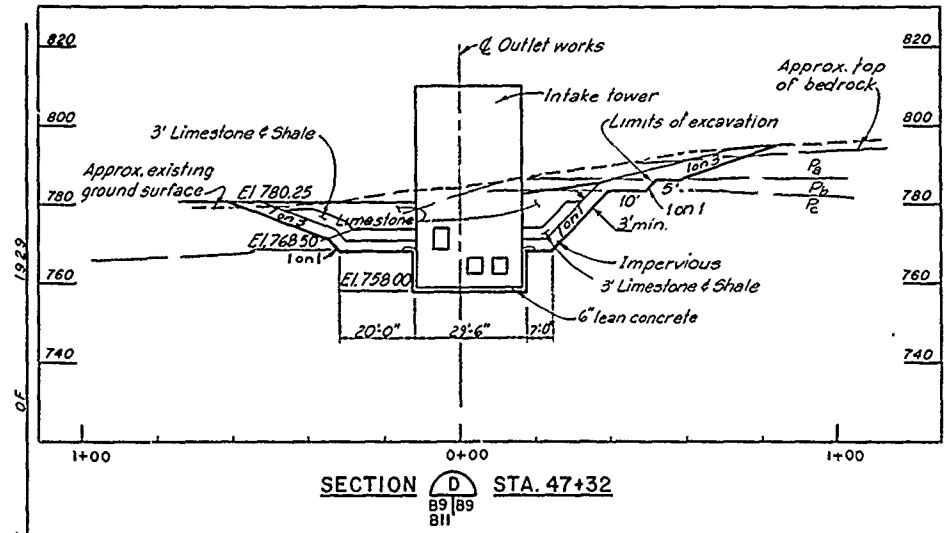 820
820
℄ Outlet works
Approx. top
of bedrock
Intake tower
Limits of excavation
3' Limestone & Shale
800
800
1 on 3
Pa
Approx. existing
ground surface
El. 780.25
5'
Pb
780
780
10'
1 on 1
Pc
1 on 3
Limestone
1 on 1
3' min.
El. 768.50
1 on 1
Impervious
3' Limestone & Shale
760
760
El. 758.00
6" lean concrete
20'-0"
29'-6"
7'-0"
740
740
1+00
0+00
1+00
SECTION D STA. 47+32
B9 B9
B11
1929
OF